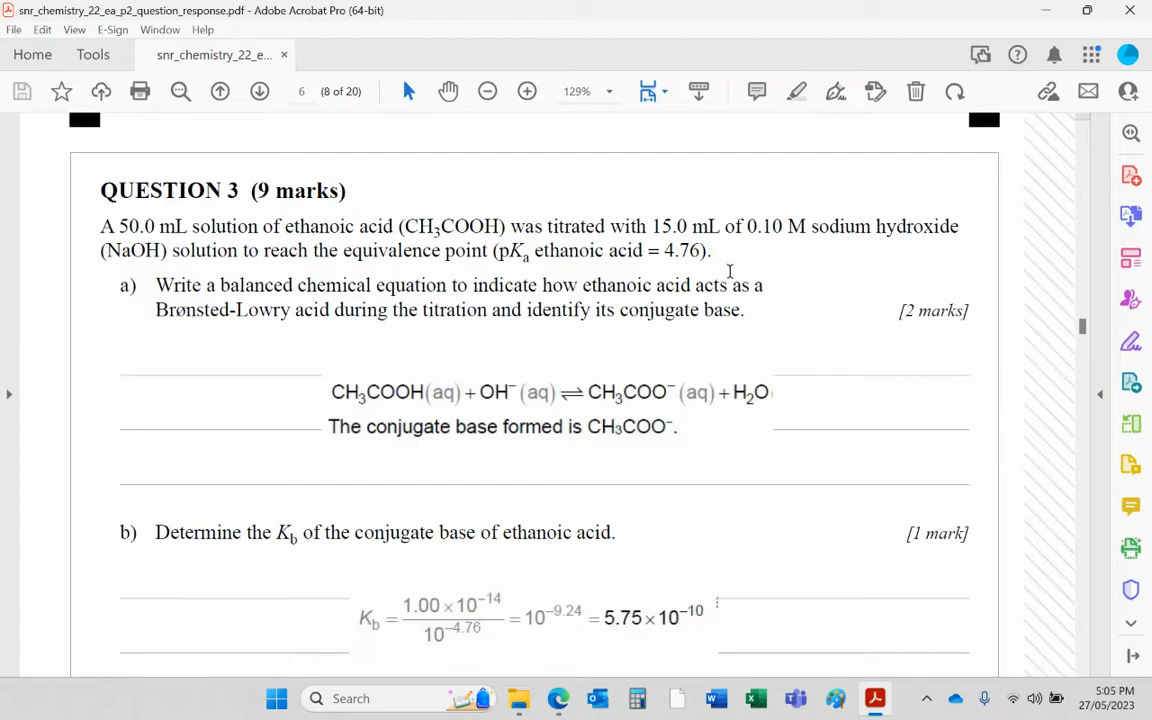 snr_chemistry_22_ea_p2_question_response.pdf - Adobe Acrobat Pro (64-bit)
File Edit View E-Sign Window Help
Home Tools snr_chemistry_22_e... ×
6 (8 of 20) 129%
QUESTION 3 (9 marks)
A 50.0 mL solution of ethanoic acid (CH₃COOH) was titrated with 15.0 mL of 0.10 M sodium hydroxide
(NaOH) solution to reach the equivalence point (pKₐ ethanoic acid = 4.76).
a) Write a balanced chemical equation to indicate how ethanoic acid acts as a
Brønsted-Lowry acid during the titration and identify its conjugate base. [2 marks]
CH₃COOH(aq) + OH⁻(aq) ⇌ CH₃COO⁻(aq) + H₂O
The conjugate base formed is CH₃COO⁻.
b) Determine the K_b of the conjugate base of ethanoic acid. [1 mark]
K_b = 1.00×10⁻¹⁴ / 10⁻⁴·⁷⁶ = 10⁻⁹·²⁴ = 5.75×10⁻¹⁰
Search 5:05 PM
27/05/2023